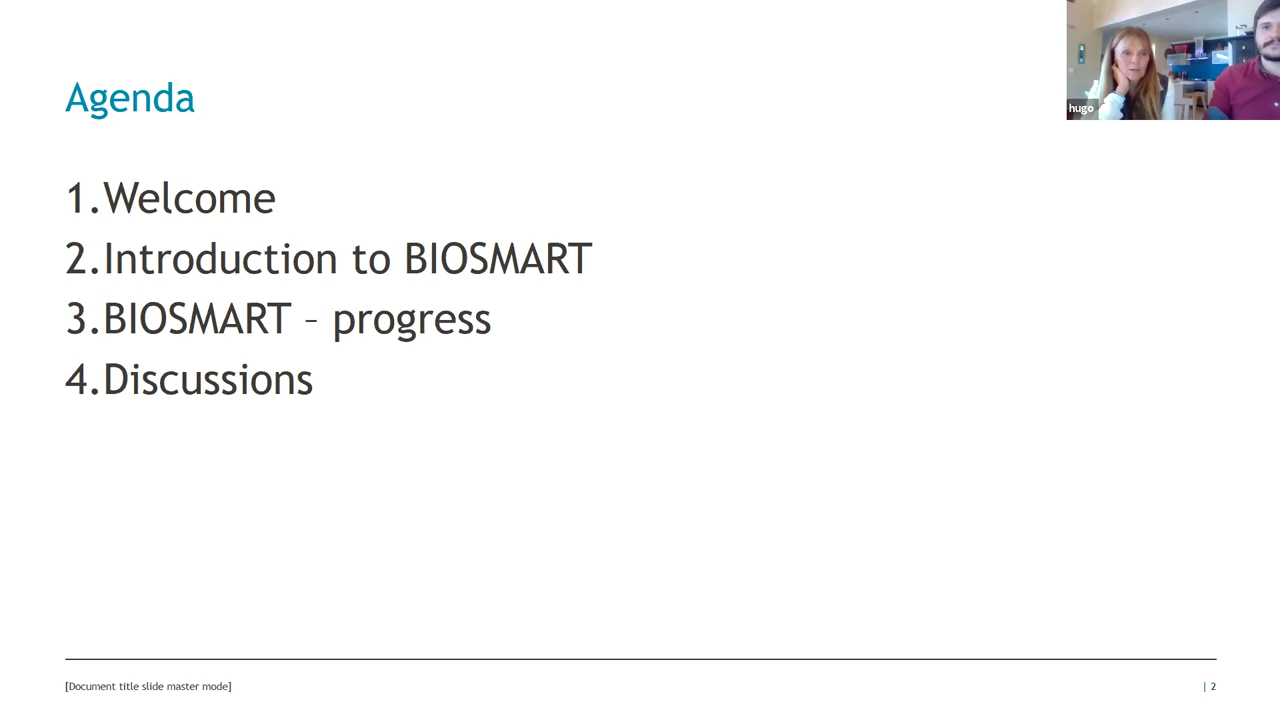 hugo
Agenda
1.Welcome
2.Introduction to BIOSMART
3.BIOSMART – progress
4.Discussions
[Document title slide master mode]
| 2